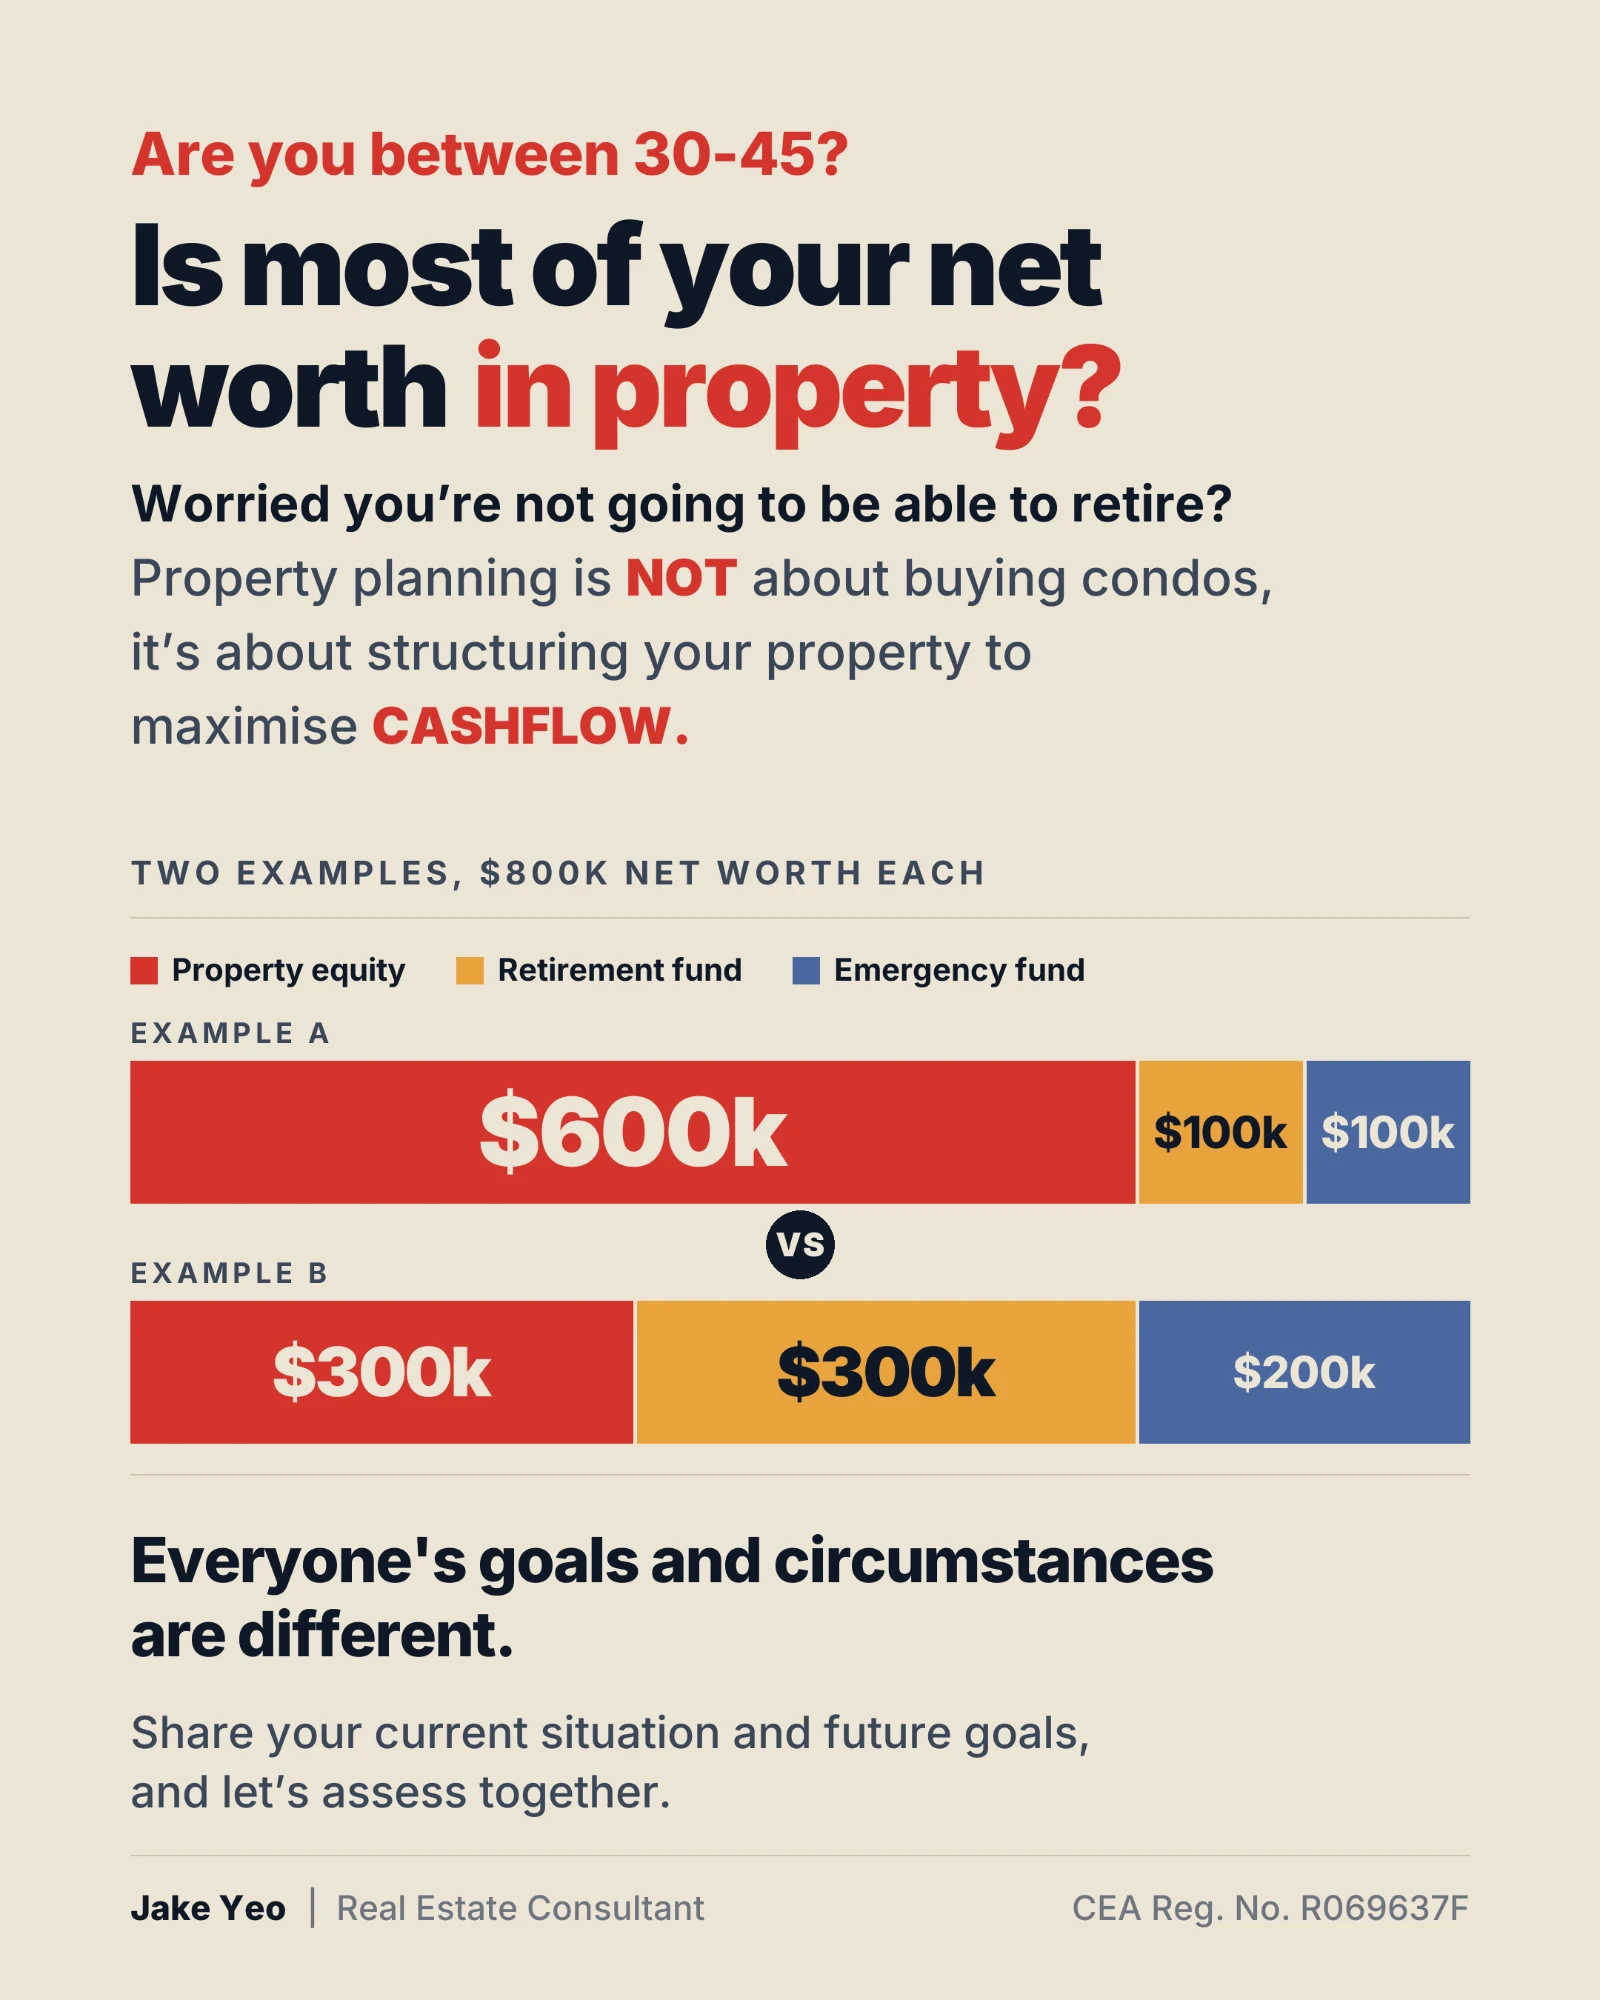 Are you between 30-45?
Is most of your net
worth in property?
Worried you’re not going to be able to retire?
Property planning is NOT about buying condos,
it’s about structuring your property to
maximise CASHFLOW.
TWO EXAMPLES, $800K NET WORTH EACH
Property equity Retirement fund Emergency fund
EXAMPLE A
$600k $100k $100k
VS
EXAMPLE B
$300k $300k $200k
Everyone's goals and circumstances
are different.
Share your current situation and future goals,
and let’s assess together.
Jake Yeo | Real Estate Consultant CEA Reg. No. R069637F